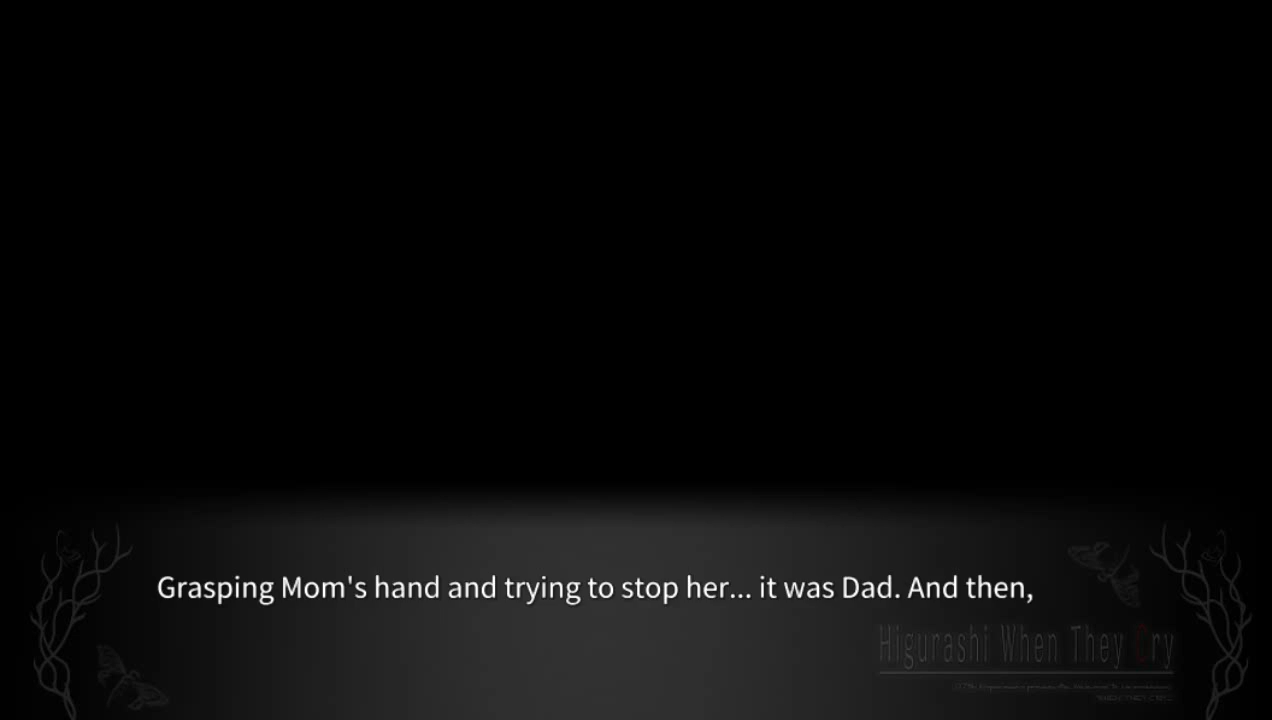 Grasping Mom's hand and trying to stop her... it was Dad. And then,
Higurashi When They Cry